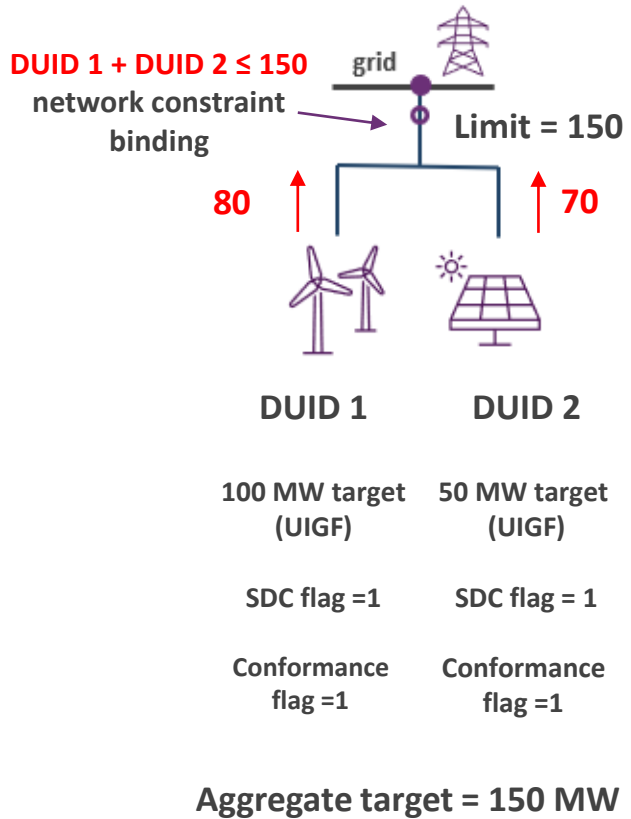 DUID 1 + DUID 2 ≤ 150
network constraint
binding
grid
Limit = 150
80
70
DUID 1
DUID 2
100 MW target
(UIGF)
50 MW target
(UIGF)
SDC flag =1
SDC flag = 1
Conformance
flag =1
Conformance
flag =1
Aggregate target = 150 MW